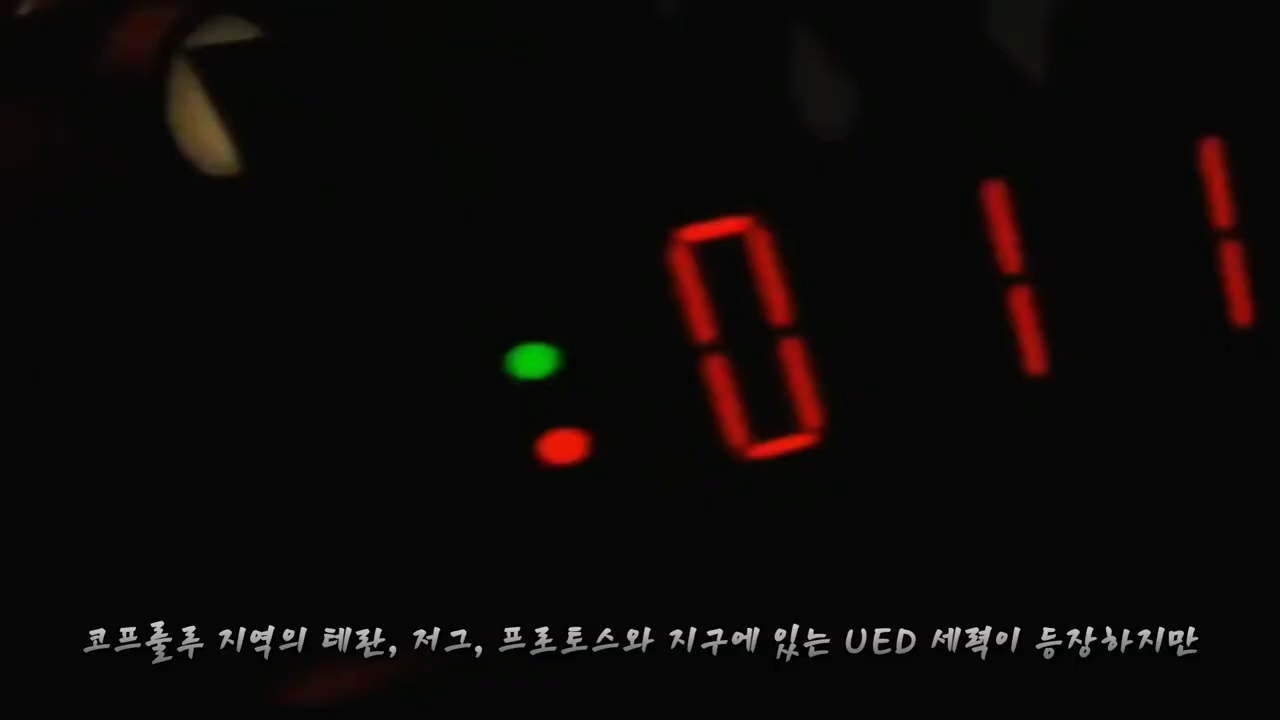 011
코프룰루 지역의 테란, 저그, 프로토스와 지구에 있는 UED 세력이 등장하지만